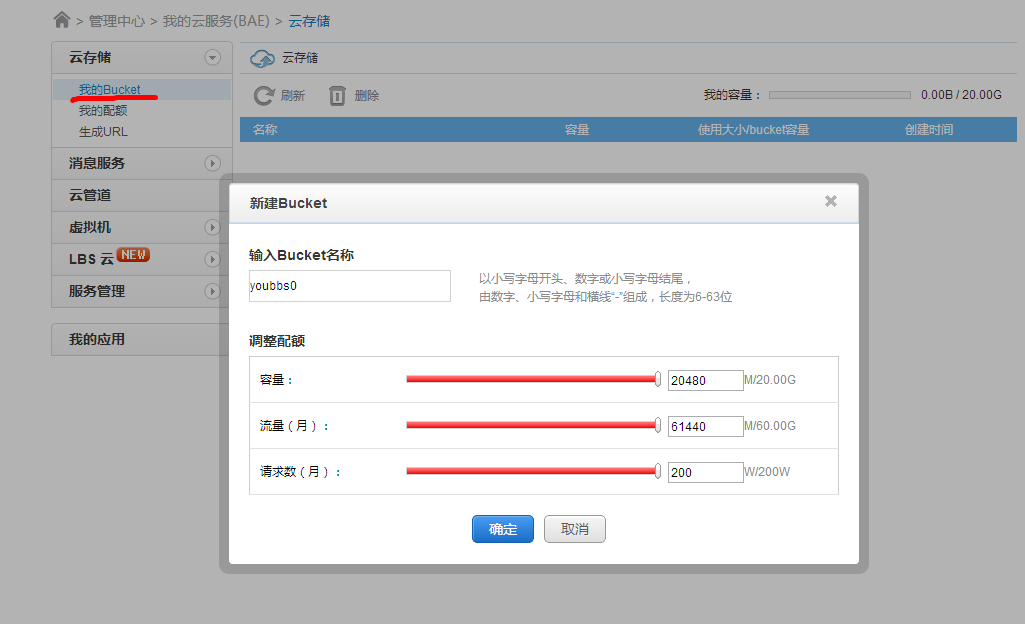 > 管理中心 > 我的云服务(BAE) > 云存储
云存储
我的Bucket
我的配额
生成URL
消息服务
云管道
虚拟机
LBS 云 NEW
服务管理
我的应用
云存储
刷新 删除 我的容量： 0.00B / 20.00G
名称 容量 使用大小/bucket容量 创建时间
新建Bucket
输入Bucket名称
youbbs0
以小写字母开头、数字或小写字母结尾，
由数字、小写字母和横线“-”组成，长度为6-63位
调整配额
容量： 20480 M/20.00G
流量（月）： 61440 M/60.00G
请求数（月）： 200 W/200W
确定 取消